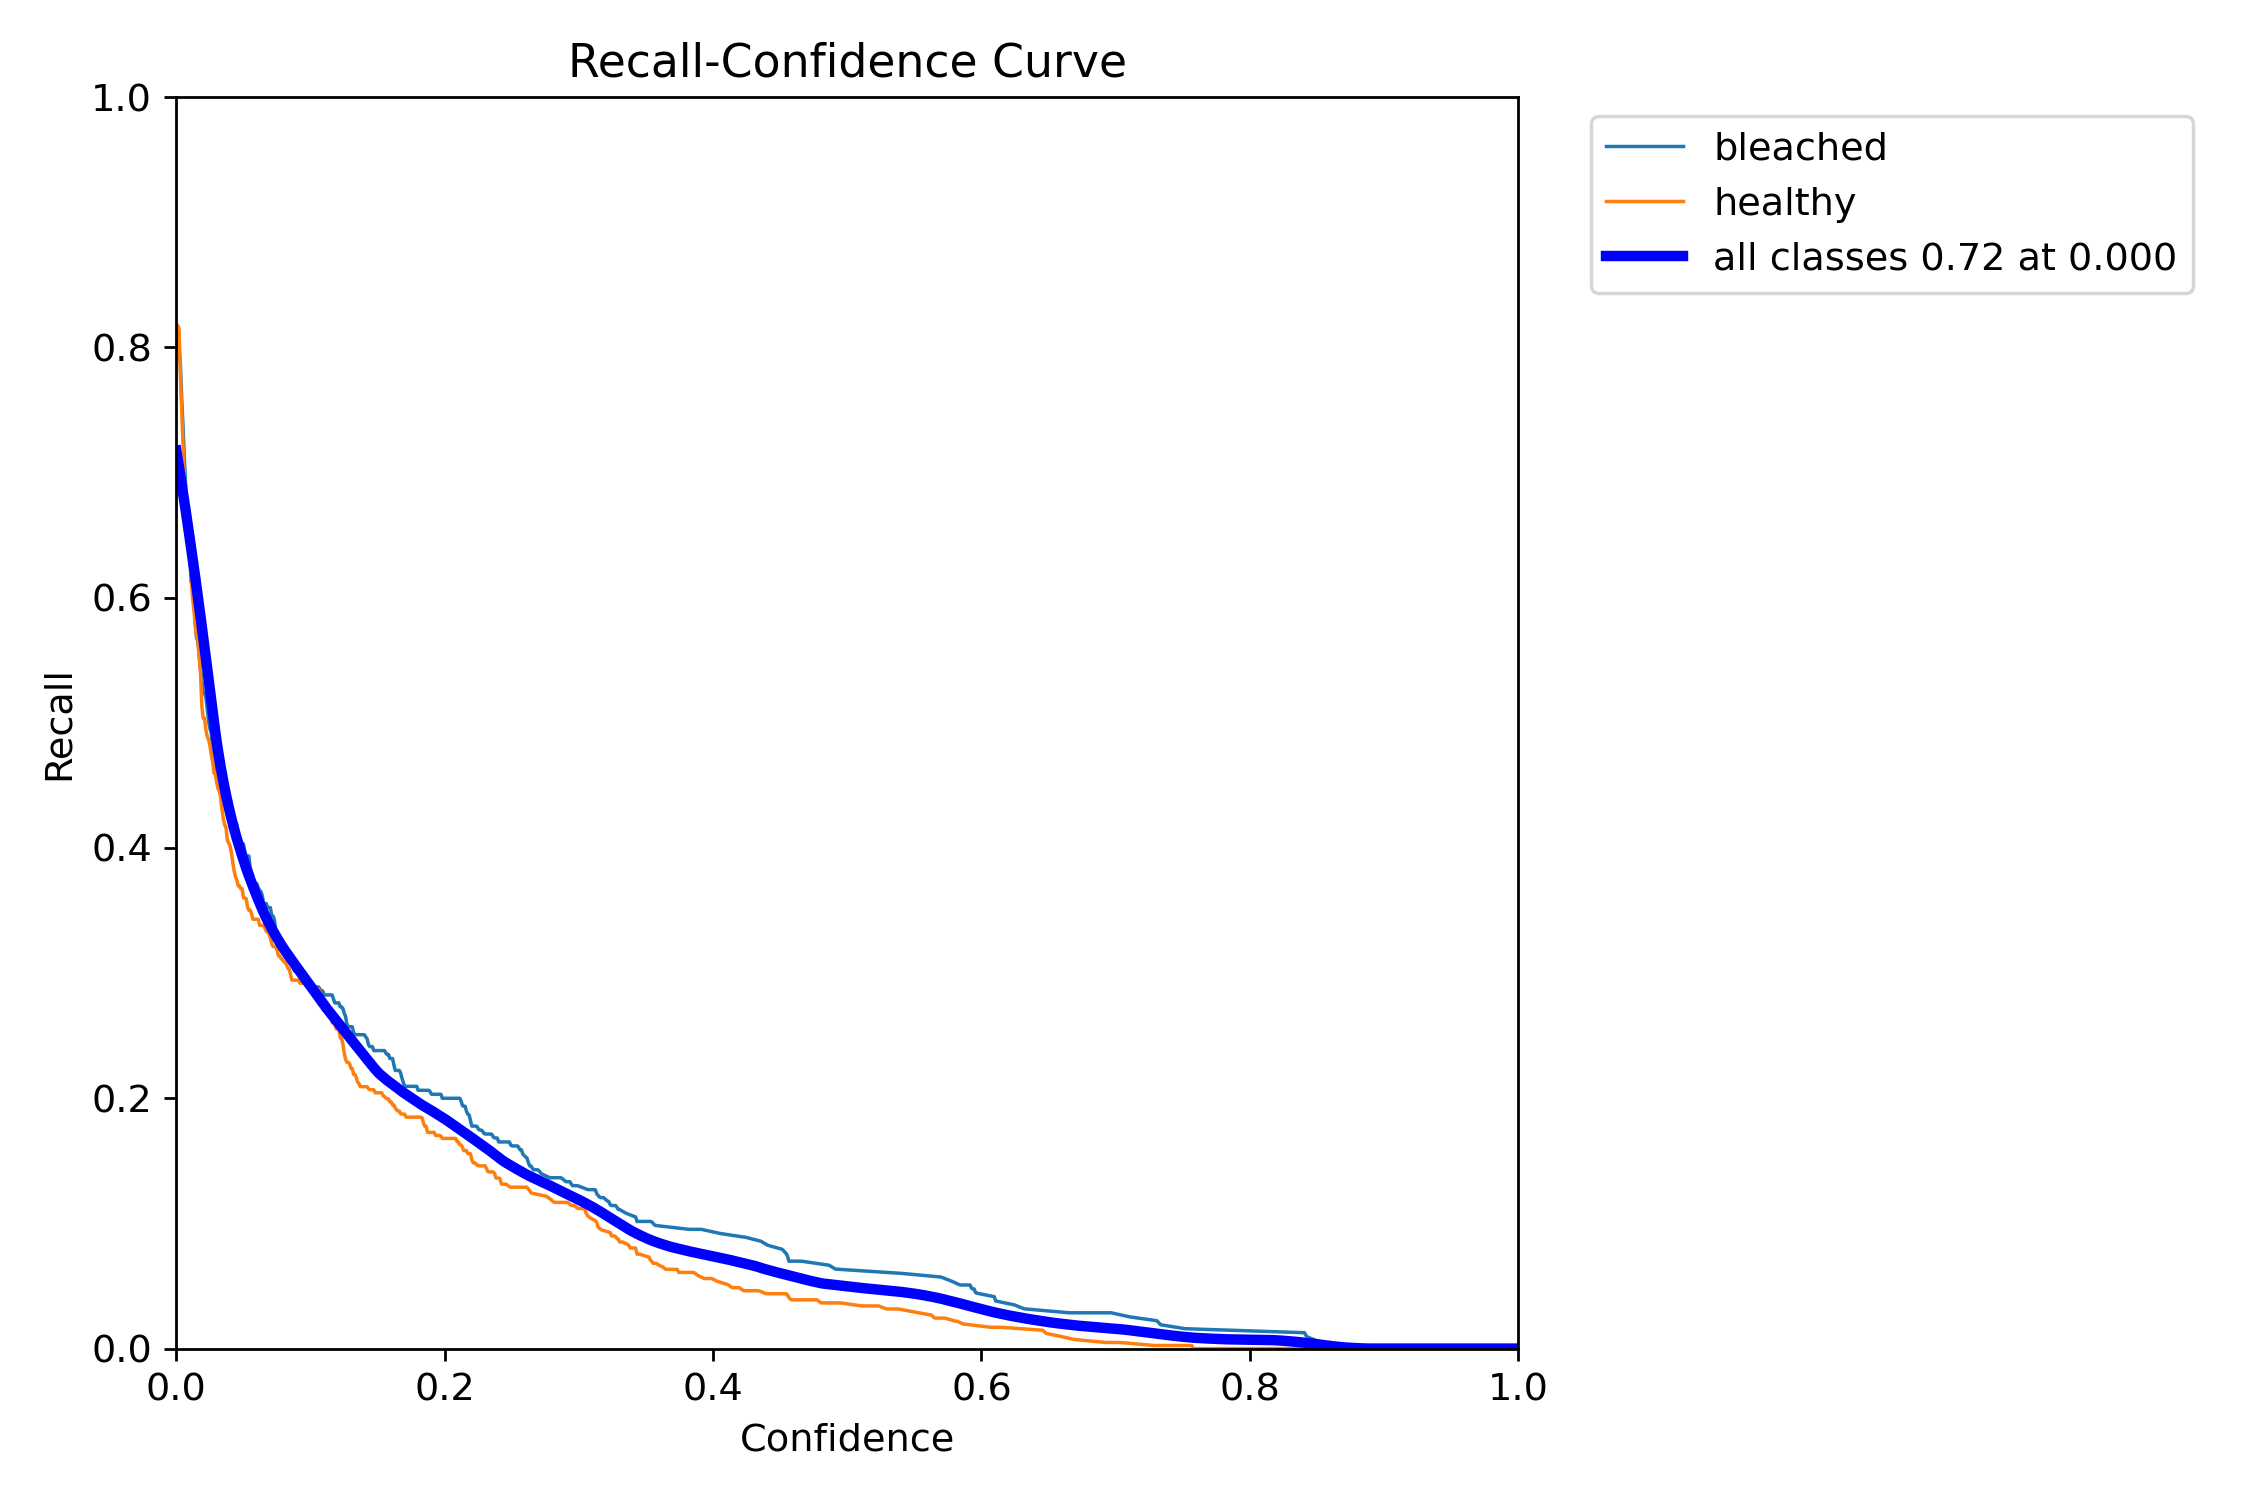 Recall-Confidence Curve
1.0
0.8
0.6
0.4
0.2
0.0
Recall
0.0 0.2 0.4 0.6 0.8 1.0
Confidence
bleached
healthy
all classes 0.72 at 0.000